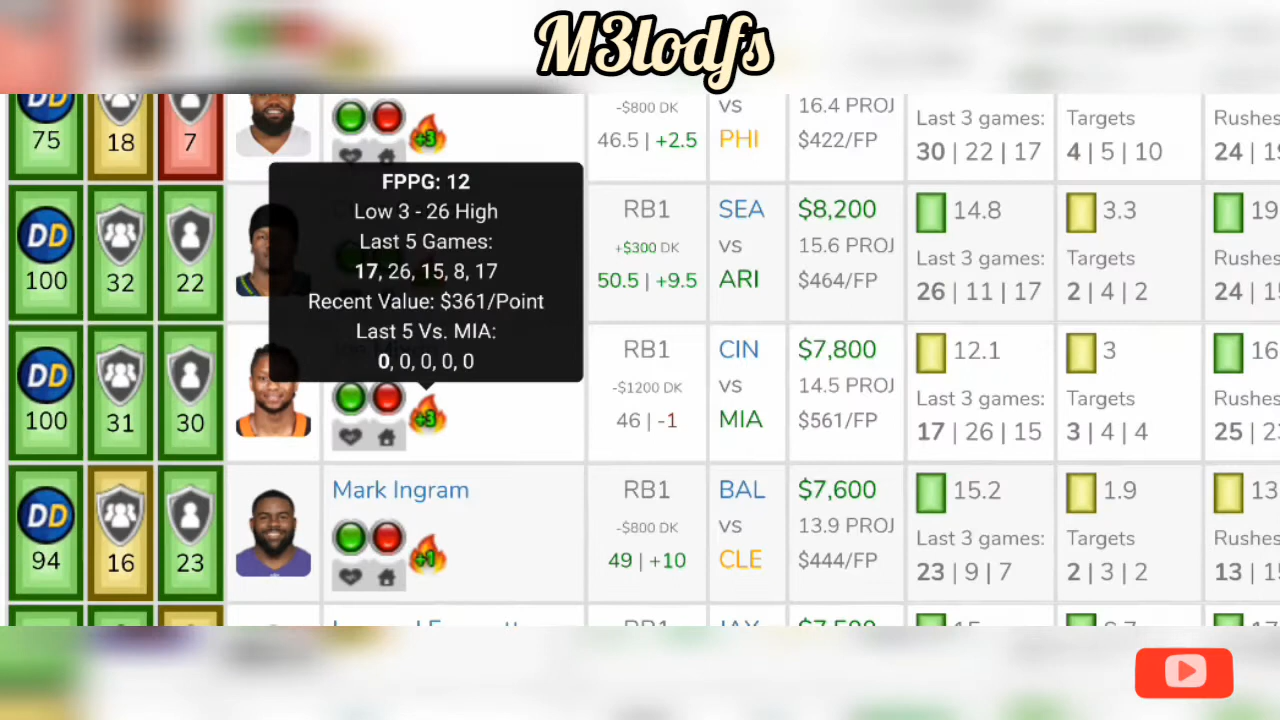 M3lodfs
DD 75 18 7 +3 -$800 DK 46.5 | +2.5 VS PHI 16.4 PROJ $422/FP Last 3 games: 30 | 22 | 17 Targets 4 | 5 | 10 Rushes 24
FPPG: 12
Low 3 - 26 High
Last 5 Games:
17, 26, 15, 8, 17
Recent Value: $361/Point
Last 5 Vs. MIA:
0, 0, 0, 0, 0
DD 100 32 22 RB1 +$300 DK 50.5 | +9.5 SEA VS ARI $8,200 15.6 PROJ $464/FP 14.8 Last 3 games: 26 | 11 | 17 3.3 Targets 2 | 4 | 2 19 Rushes 24
DD 100 31 30 +3 RB1 -$1200 DK 46 | -1 CIN VS MIA $7,800 14.5 PROJ $561/FP 12.1 Last 3 games: 17 | 26 | 15 3 Targets 3 | 4 | 4 16 Rushes 25
DD 94 16 23 Mark Ingram +1 RB1 -$800 DK 49 | +10 BAL VS CLE $7,600 13.9 PROJ $444/FP 15.2 Last 3 games: 23 | 9 | 7 1.9 Targets 2 | 3 | 2 13 Rushes 13